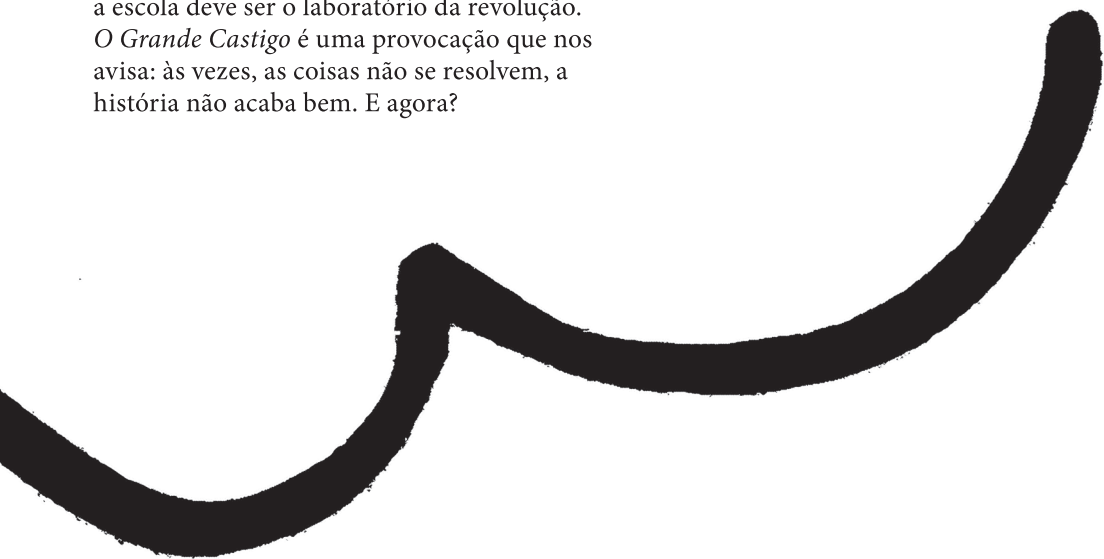 a escola deve ser o laboratório da revolução.
O Grande Castigo é uma provocação que nos
avisa: às vezes, as coisas não se resolvem, a
história não acaba bem. E agora?